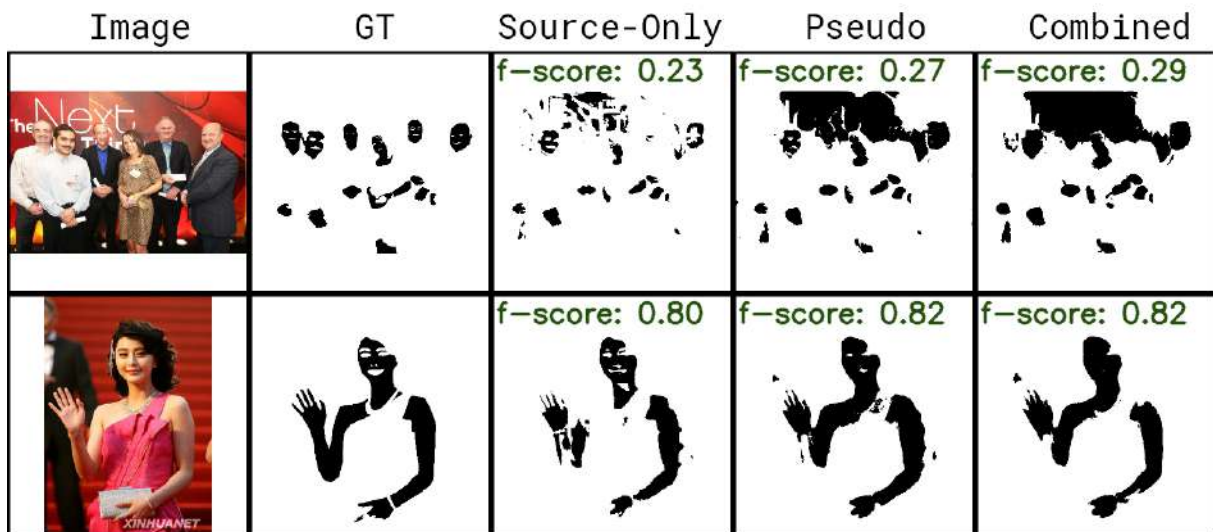 Image GT Source-Only Pseudo Combined
f-score: 0.23 f-score: 0.27 f-score: 0.29
The Next
f-score: 0.80 f-score: 0.82 f-score: 0.82
XINHUANET